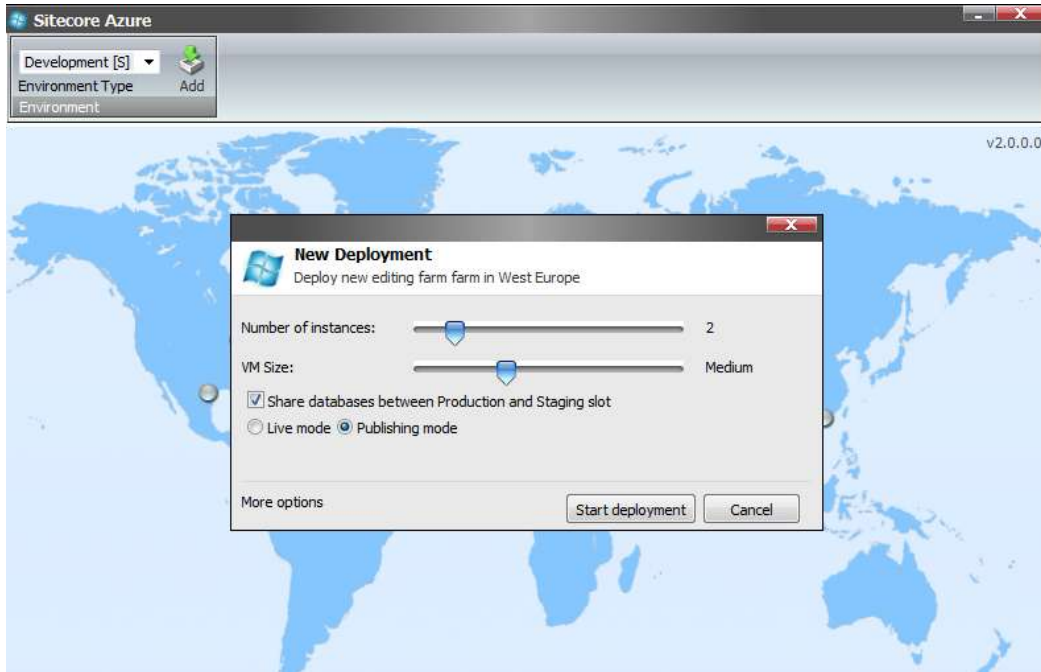 Sitecore Azure
Development [S]
Environment Type Add
Environment
v2.0.0.0
New Deployment
Deploy new editing farm farm in West Europe
Number of instances: 2
VM Size: Medium
Share databases between Production and Staging slot
Live mode Publishing mode
More options Start deployment Cancel